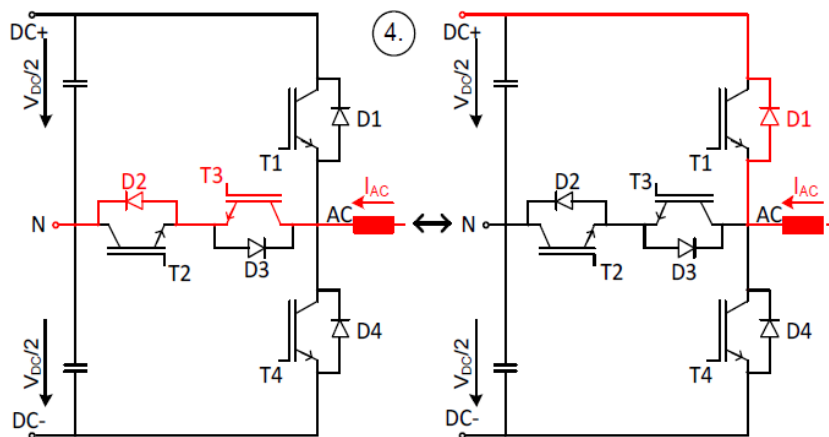 DC+
V_DC/2
4.
D1
T1
D2
T3
I_AC
N
AC
T2
D3
D4
T4
V_DC/2
DC-
DC+
V_DC/2
D1
T1
D2
T3
I_AC
N
AC
T2
D3
D4
T4
V_DC/2
DC-